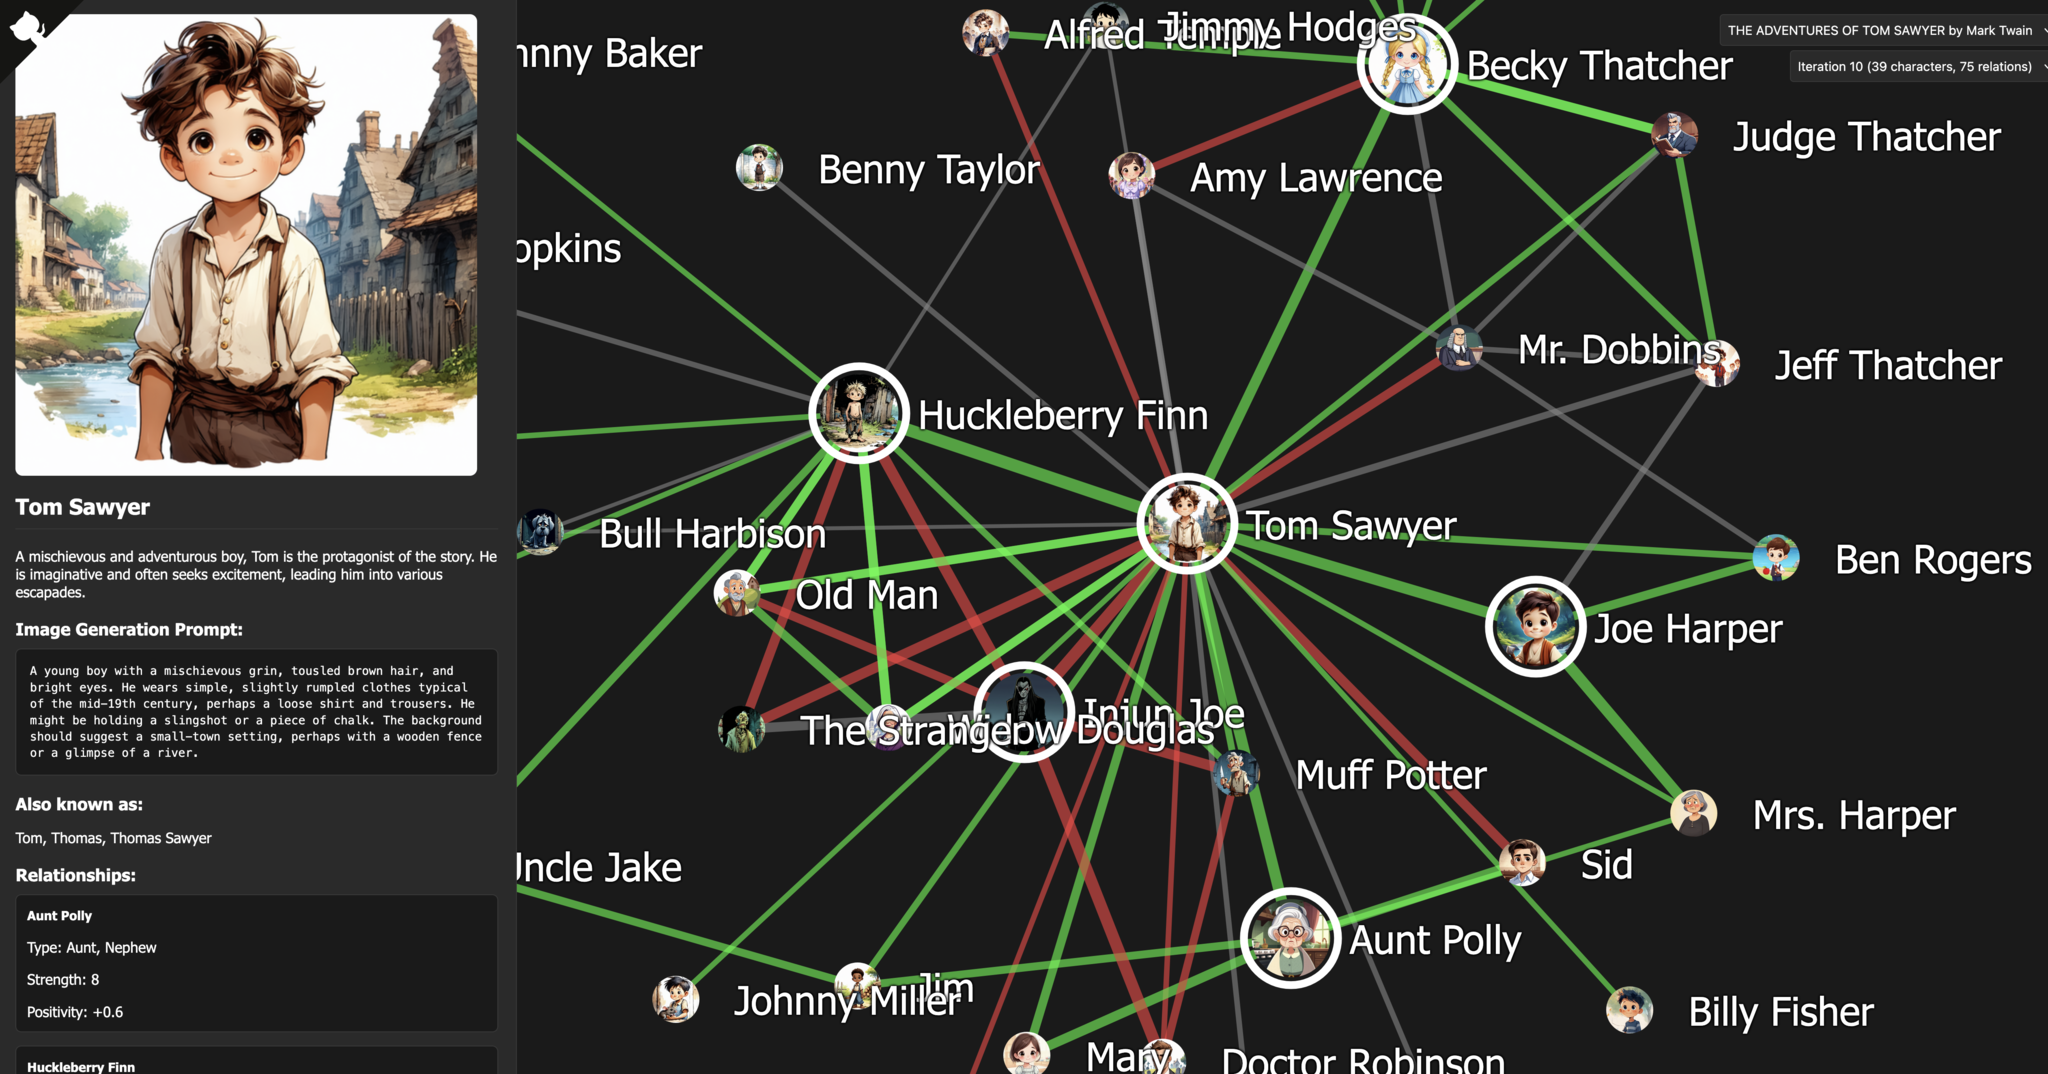 Tom Sawyer
A mischievous and adventurous boy, Tom is the protagonist of the story. He
is imaginative and often seeks excitement, leading him into various
escapades.
Image Generation Prompt:
A young boy with a mischievous grin, tousled brown hair, and
bright eyes. He wears simple, slightly rumpled clothes typical
of the mid-19th century, perhaps a loose shirt and trousers. He
might be holding a slingshot or a piece of chalk. The background
should suggest a small-town setting, perhaps with a wooden fence
or a glimpse of a river.
Also known as:
Tom, Thomas, Thomas Sawyer
Relationships:
Aunt Polly
Type: Aunt, Nephew
Strength: 8
Positivity: +0.6
Huckleberry Finn
THE ADVENTURES OF TOM SAWYER by Mark Twain
Iteration 10 (39 characters, 75 relations)
Alfred Temple
Jimmy Hodges
nny Baker
Becky Thatcher
Judge Thatcher
Benny Taylor
Amy Lawrence
opkins
Mr. Dobbins
Jeff Thatcher
Huckleberry Finn
Tom Sawyer
Bull Harbison
Ben Rogers
Old Man
Joe Harper
Injun Joe
The Stranger
Widow Douglas
Muff Potter
Mrs. Harper
Uncle Jake
Sid
Aunt Polly
Jim
Johnny Miller
Billy Fisher
Mary
Doctor Robinson